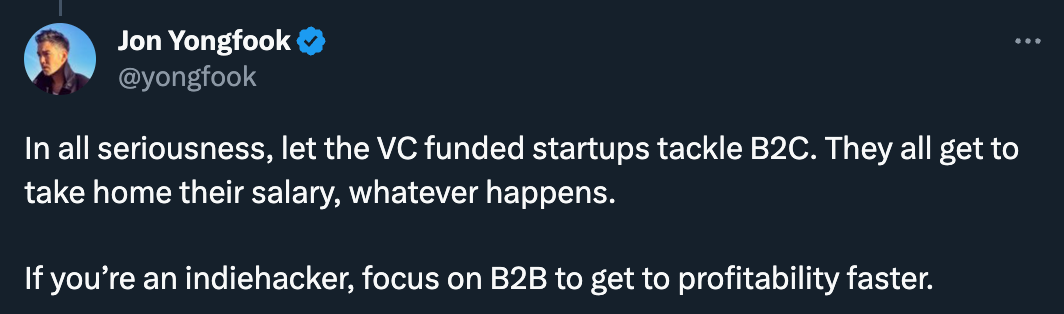 Jon Yongfook
@yongfook
In all seriousness, let the VC funded startups tackle B2C. They all get to
take home their salary, whatever happens.
If you’re an indiehacker, focus on B2B to get to profitability faster.